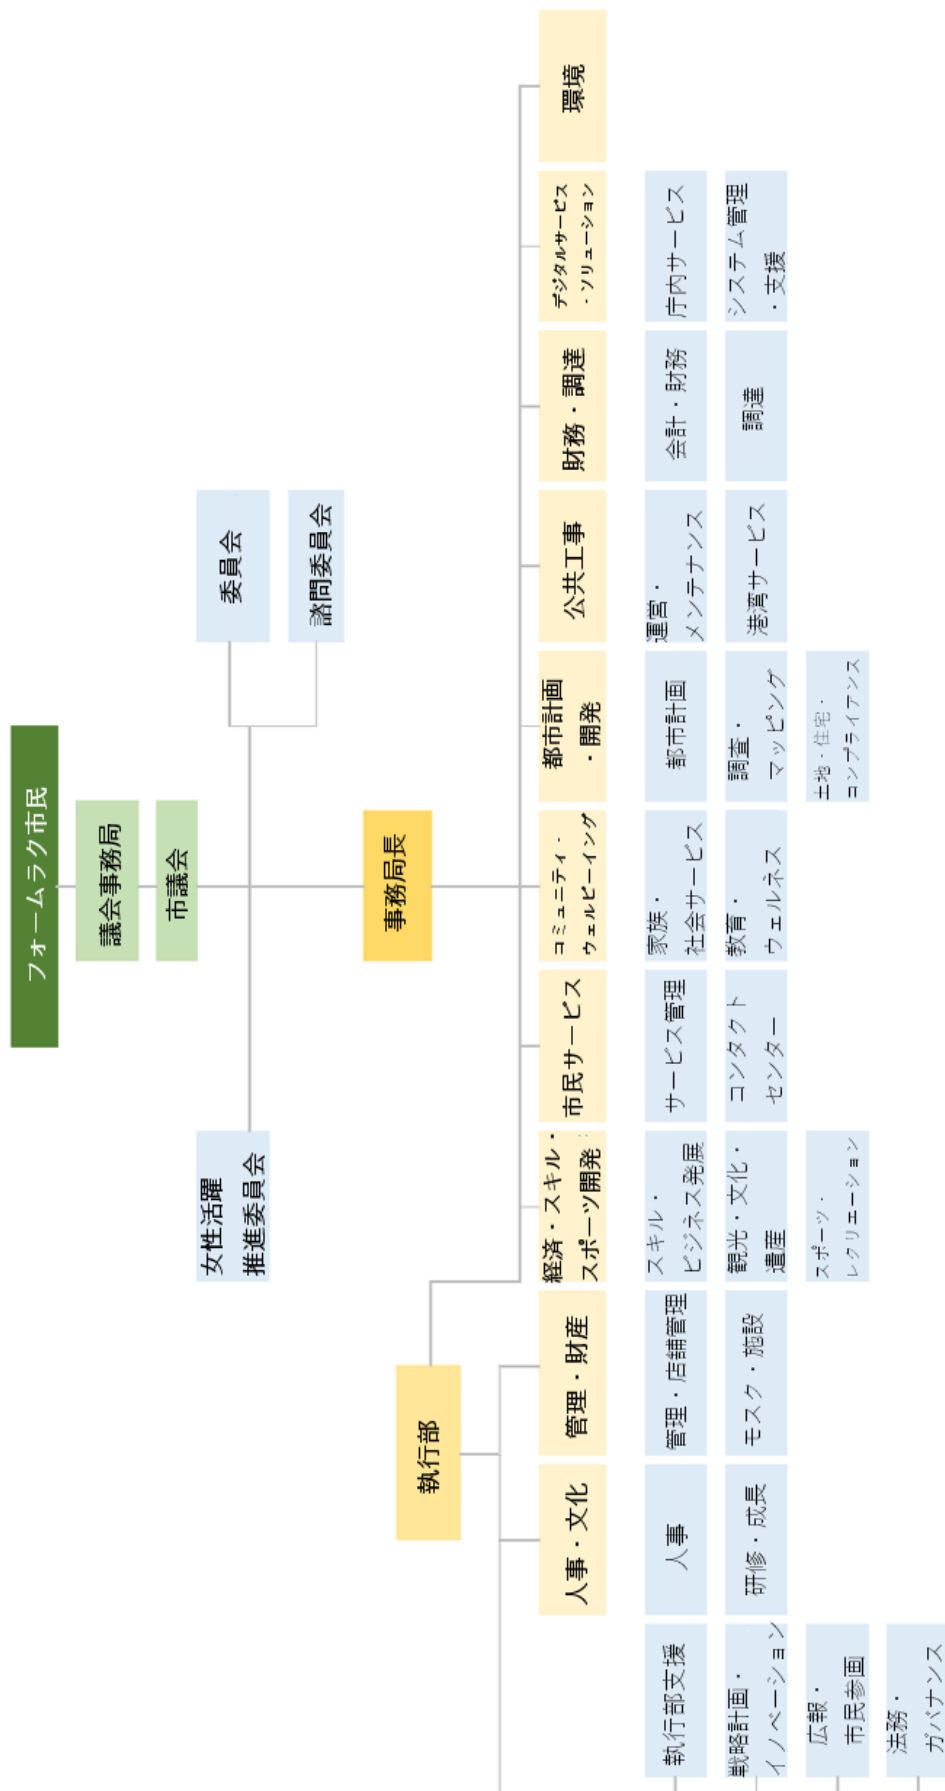 フォームラク市民
議会事務局
市議会
女性活躍
推進委員会
委員会
諮問委員会
事務局長
執行部
人事・文化
管理・財産
経済・スキル・
スポーツ開発
市民サービス
コミュニティ・
ウェルビーイング
都市計画
・開発
公共工事
財務・調達
デジタルサービス
・ソリューション
環境
執行部支援
戦略計画・
イノベーション
広報・
市民参画
法務・
ガバナンス
人事
研修・成長
管理・店舗管理
モスク・施設
スキル・
ビジネス発展
観光・文化・
遺産
スポーツ・
レクリエーション
サービス管理
コンタクト
センター
家族・
社会サービス
教育・
ウェルネス
都市計画
調査・
マッピング
土地・住宅・
コンプライアンス
運営・
メンテナンス
港湾サービス
会計・財務
調達
庁内サービス
システム管理
・支援